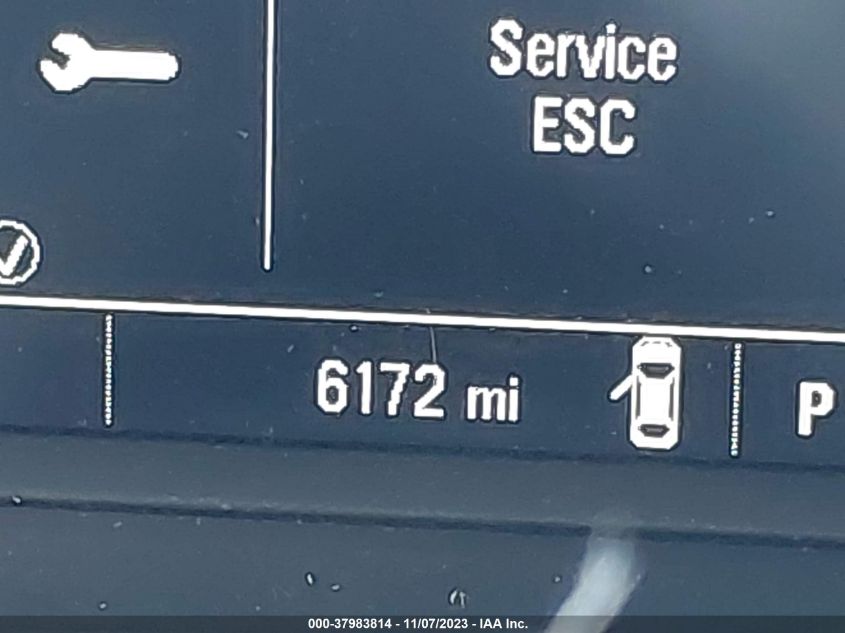 Service
ESC
6172 mi
P
000-37983814 - 11/07/2023 - IAA Inc.